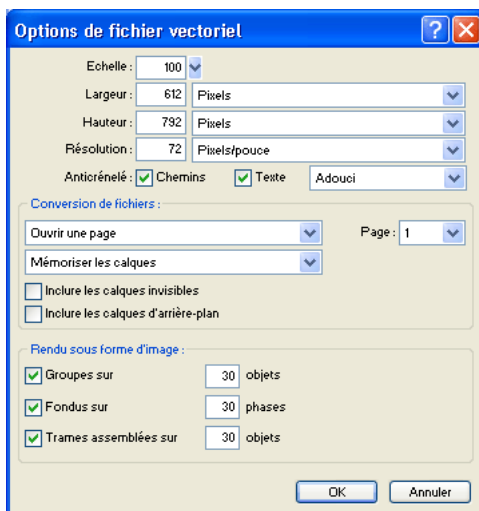 Options de fichier vectoriel
Echelle : 100
Largeur : 612 Pixels
Hauteur : 792 Pixels
Résolution : 72 Pixels/pouce
Anticrénelé : Chemins Texte Adouci
Conversion de fichiers :
Ouvrir une page Page : 1
Mémoriser les calques
Inclure les calques invisibles
Inclure les calques d'arrière-plan
Rendu sous forme d'image :
Groupes sur 30 objets
Fondus sur 30 phases
Trames assemblées sur 30 objets
OK Annuler